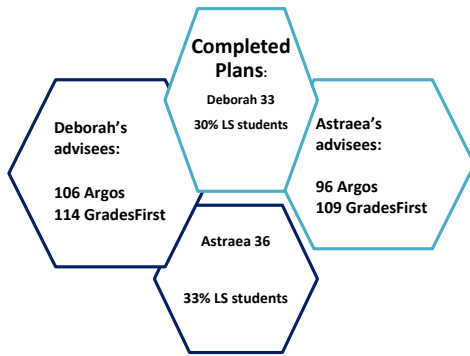 Completed
Plans:
Deborah 33
30% LS students
Deborah's
advisees:
106 Argos
114 GradesFirst
Astraea's
advisees:
96 Argos
109 GradesFirst
Astraea 36
33% LS students